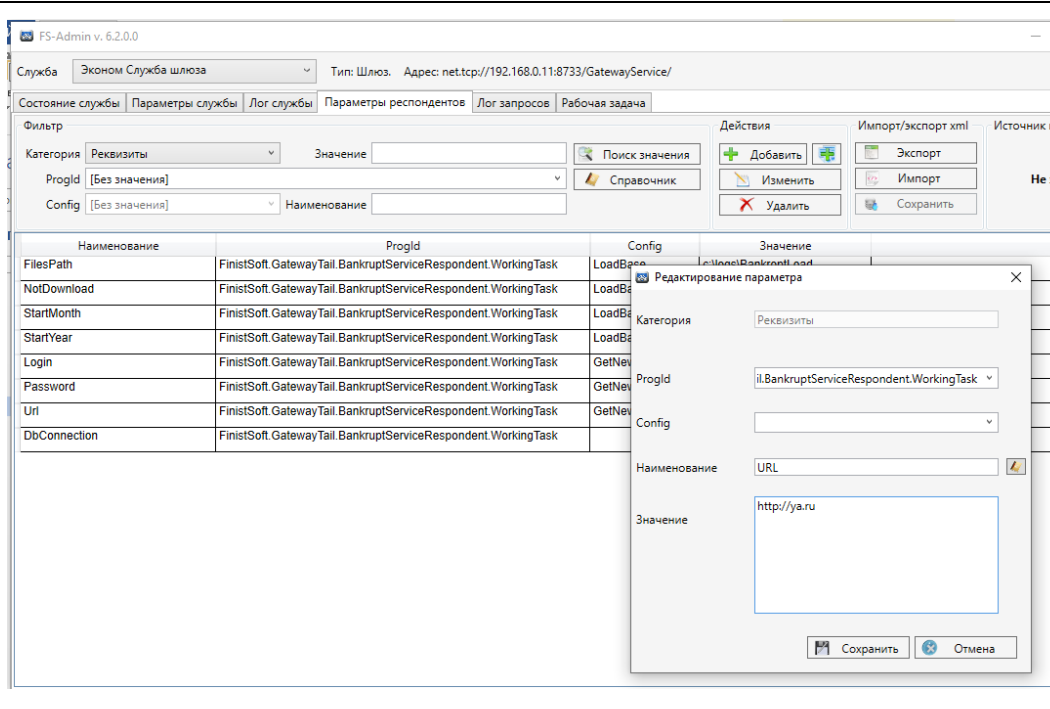 FS-Admin v. 6.2.0.0
Служба Эконом Служба шлюза Тип: Шлюз. Адрес: net.tcp://192.168.0.11:8733/GatewayService/
Состояние службы Параметры службы Лог службы Параметры респондентов Лог запросов Рабочая задача
Фильтр Действия Импорт/экспорт xml Источник
Категория Реквизиты Значение Поиск значения Добавить Экспорт
ProgId [Без значения] Справочник Изменить Импорт Не
Config [Без значения] Наименование Удалить Сохранить
Наименование ProgId Config Значение
FilesPath FinistSoft.GatewayTail.BankruptServiceRespondent.WorkingTask LoadBase c:\logs\BankrontLoad
NotDownload FinistSoft.GatewayTail.BankruptServiceRespondent.WorkingTask LoadBa
StartMonth FinistSoft.GatewayTail.BankruptServiceRespondent.WorkingTask LoadBa
StartYear FinistSoft.GatewayTail.BankruptServiceRespondent.WorkingTask LoadBa
Login FinistSoft.GatewayTail.BankruptServiceRespondent.WorkingTask GetNev
Password FinistSoft.GatewayTail.BankruptServiceRespondent.WorkingTask GetNev
Url FinistSoft.GatewayTail.BankruptServiceRespondent.WorkingTask GetNev
DbConnection FinistSoft.GatewayTail.BankruptServiceRespondent.WorkingTask
Редактирование параметра
Категория Реквизиты
ProgId il.BankruptServiceRespondent.WorkingTask
Config
Наименование URL
Значение http://ya.ru
Сохранить Отмена